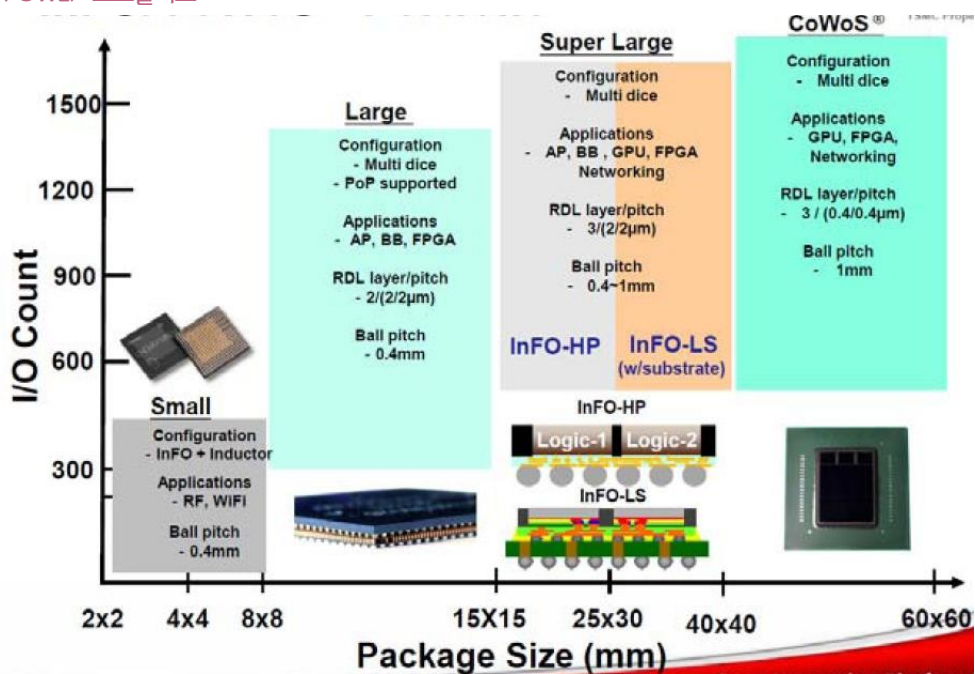 CoWoS®
Super Large
Configuration
- Multi dice
Applications
- AP, BB , GPU, FPGA
Networking
RDL layer/pitch
- 3/(2/2µm)
Ball pitch
- 0.4~1mm
InFO-HP
InFO-LS
(w/substrate)
Configuration
- Multi dice
Applications
- GPU, FPGA,
Networking
RDL layer/pitch
- 3 / (0.4/0.4µm)
Ball pitch
- 1mm
Large
Configuration
- Multi dice
- PoP supported
Applications
- AP, BB, FPGA
RDL layer/pitch
- 2/(2/2µm)
Ball pitch
- 0.4mm
Small
Configuration
- InFO + Inductor
Applications
- RF, WiFi
Ball pitch
- 0.4mm
InFO-HP
Logic-1 Logic-2
InFO-LS
I/O Count
1500
1200
900
600
300
2x2 4x4 8x8 15X15 25x30 40x40 60x60
Package Size (mm)